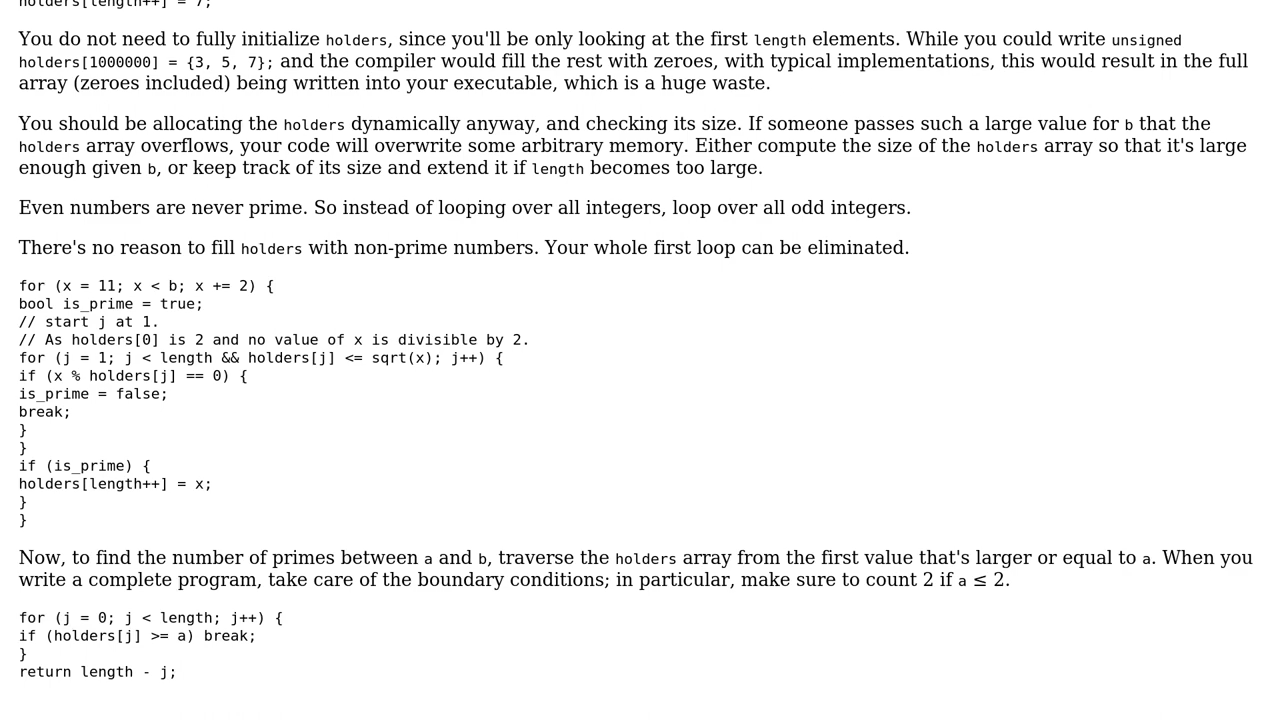 holders[length++] = 7;
You do not need to fully initialize holders, since you'll be only looking at the first length elements. While you could write unsigned
holders[1000000] = {3, 5, 7}; and the compiler would fill the rest with zeroes, with typical implementations, this would result in the full
array (zeroes included) being written into your executable, which is a huge waste.
You should be allocating the holders dynamically anyway, and checking its size. If someone passes such a large value for b that the
holders array overflows, your code will overwrite some arbitrary memory. Either compute the size of the holders array so that it's large
enough given b, or keep track of its size and extend it if length becomes too large.
Even numbers are never prime. So instead of looping over all integers, loop over all odd integers.
There's no reason to fill holders with non-prime numbers. Your whole first loop can be eliminated.
for (x = 11; x < b; x += 2) {
bool is_prime = true;
// start j at 1.
// As holders[0] is 2 and no value of x is divisible by 2.
for (j = 1; j < length && holders[j] <= sqrt(x); j++) {
if (x % holders[j] == 0) {
is_prime = false;
break;
}
}
if (is_prime) {
holders[length++] = x;
}
}
Now, to find the number of primes between a and b, traverse the holders array from the first value that's larger or equal to a. When you
write a complete program, take care of the boundary conditions; in particular, make sure to count 2 if a ≤ 2.
for (j = 0; j < length; j++) {
if (holders[j] >= a) break;
}
return length - j;